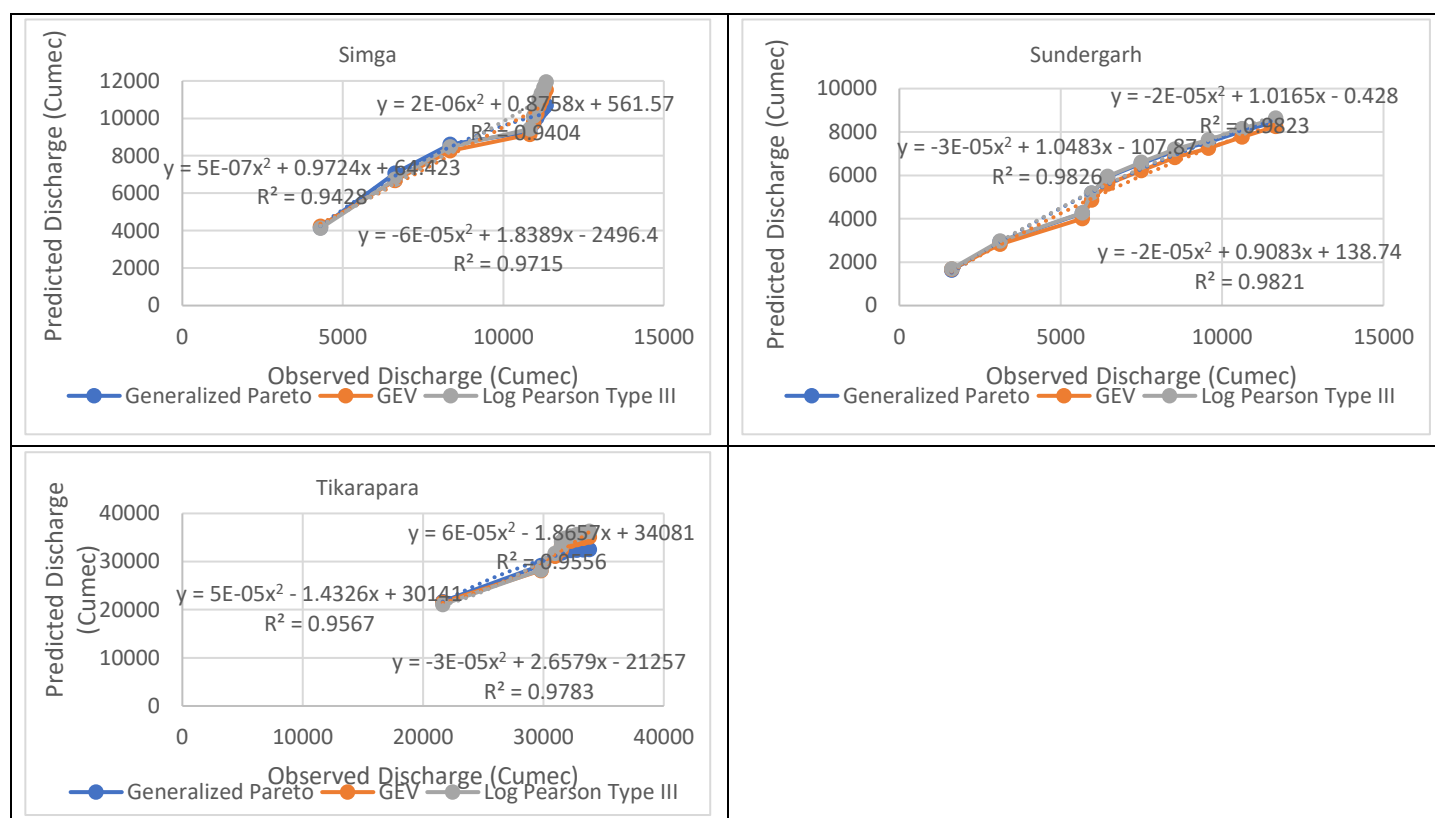 Simga
Predicted Discharge (Cumec)
12000
10000
8000
6000
4000
2000
0
y = 2E-06x² + 0.8758x + 561.57
R² = 0.9404
y = 5E-07x² + 0.9724x + 64.423
R² = 0.9428
y = -6E-05x² + 1.8389x - 2496.4
R² = 0.9715
0 5000 10000 15000
Observed Discharge (Cumec)
Generalized Pareto GEV Log Pearson Type III
Sundergarh
Predicted Discharge (Cumec)
10000
8000
6000
4000
2000
0
y = -2E-05x² + 1.0165x - 0.428
R² = 0.9823
y = -3E-05x² + 1.0483x - 107.87
R² = 0.9826
y = -2E-05x² + 0.9083x + 138.74
R² = 0.9821
0 5000 10000 15000
Observed Discharge (Cumec)
Generalized Pareto GEV Log Pearson Type III
Tikarapara
Predicted Discharge
(Cumec)
40000
30000
20000
10000
0
y = 6E-05x² - 1.8657x + 34081
R² = 0.9556
y = 5E-05x² - 1.4326x + 30141
R² = 0.9567
y = -3E-05x² + 2.6579x - 21257
R² = 0.9783
0 10000 20000 30000 40000
Observed Discharge (Cumec)
Generalized Pareto GEV Log Pearson Type III